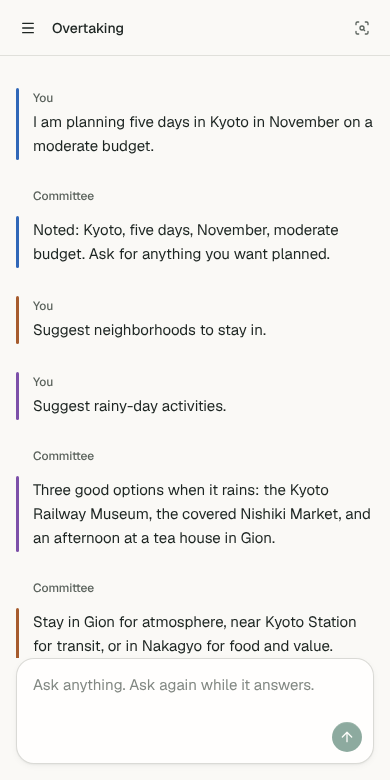 Overtaking
You
I am planning five days in Kyoto in November on a
moderate budget.
Committee
Noted: Kyoto, five days, November, moderate
budget. Ask for anything you want planned.
You
Suggest neighborhoods to stay in.
You
Suggest rainy-day activities.
Committee
Three good options when it rains: the Kyoto
Railway Museum, the covered Nishiki Market, and
an afternoon at a tea house in Gion.
Committee
Stay in Gion for atmosphere, near Kyoto Station
for transit, or in Nakagyo for food and value.
Ask anything. Ask again while it answers.